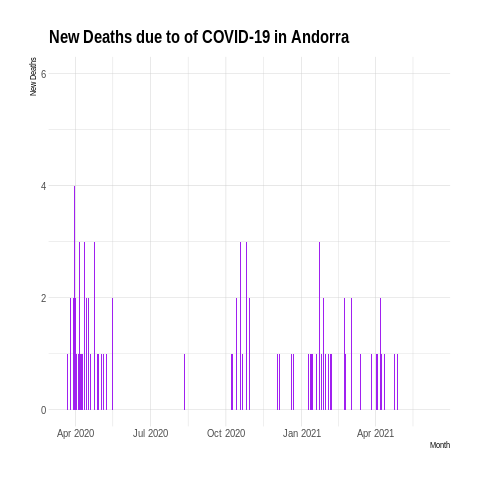 New Deaths due to of COVID-19 in Andorra
New Deaths
6
4
2
0
Apr 2020 Jul 2020 Oct 2020 Jan 2021 Apr 2021
Month